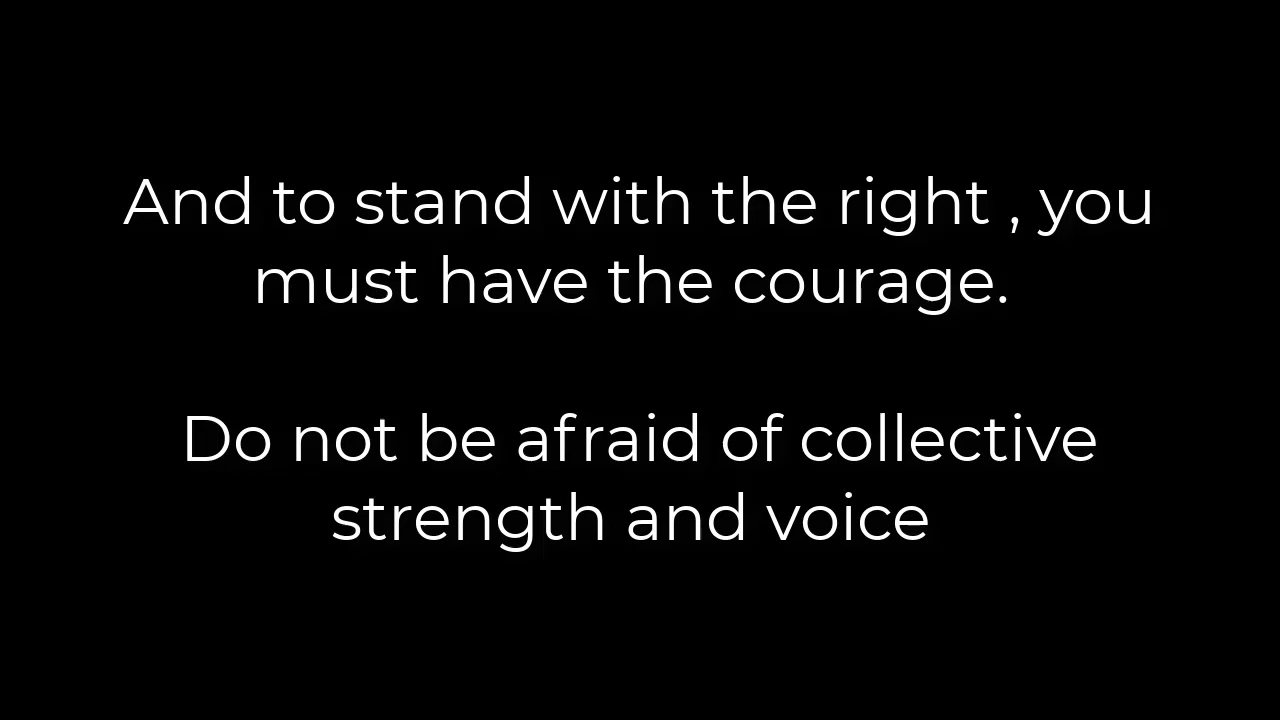 And to stand with the right , you
must have the courage.
Do not be afraid of collective
strength and voice